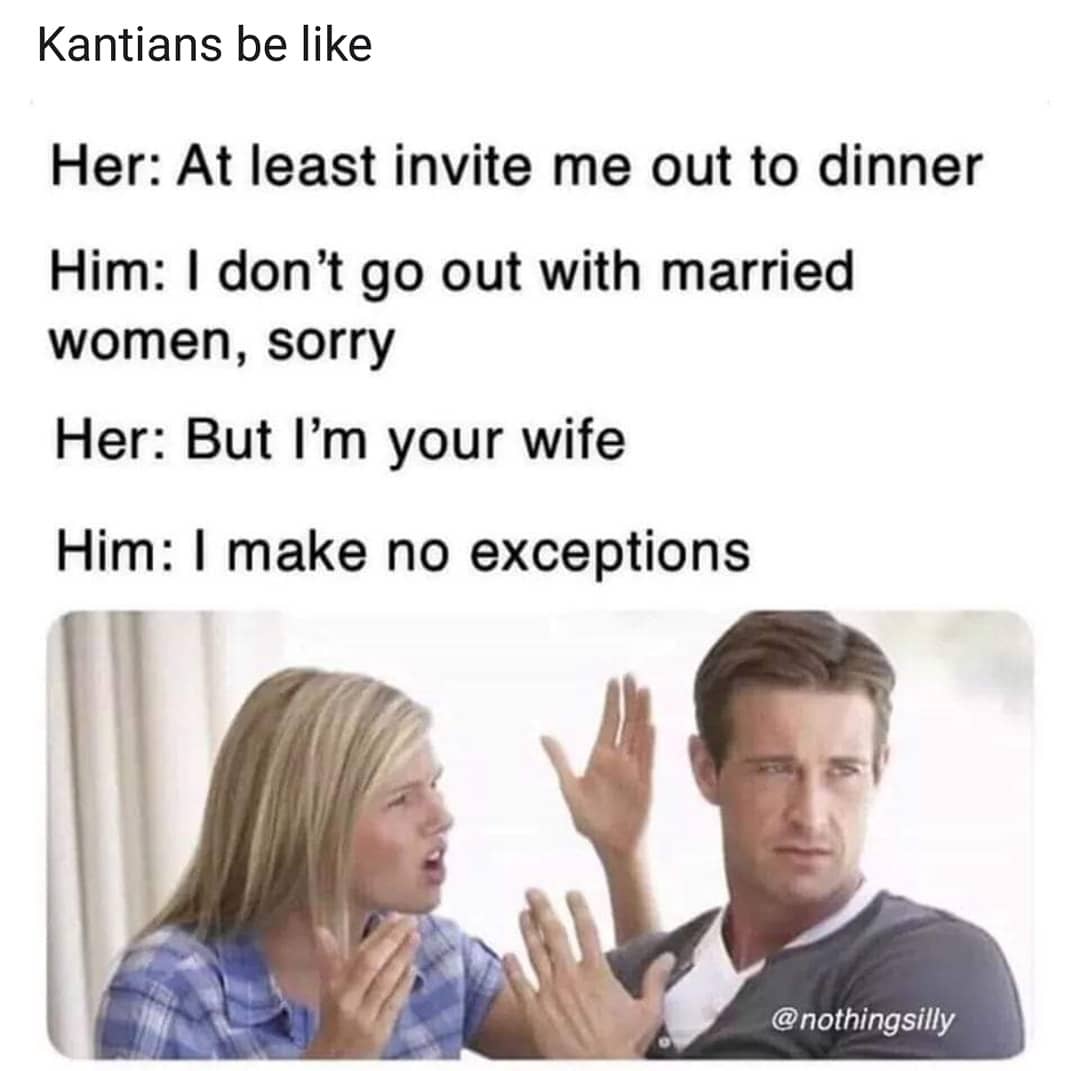 Kantians be like
Her: At least invite me out to dinner
Him: I don’t go out with married
women, sorry
Her: But I’m your wife
Him: I make no exceptions
@nothingsilly